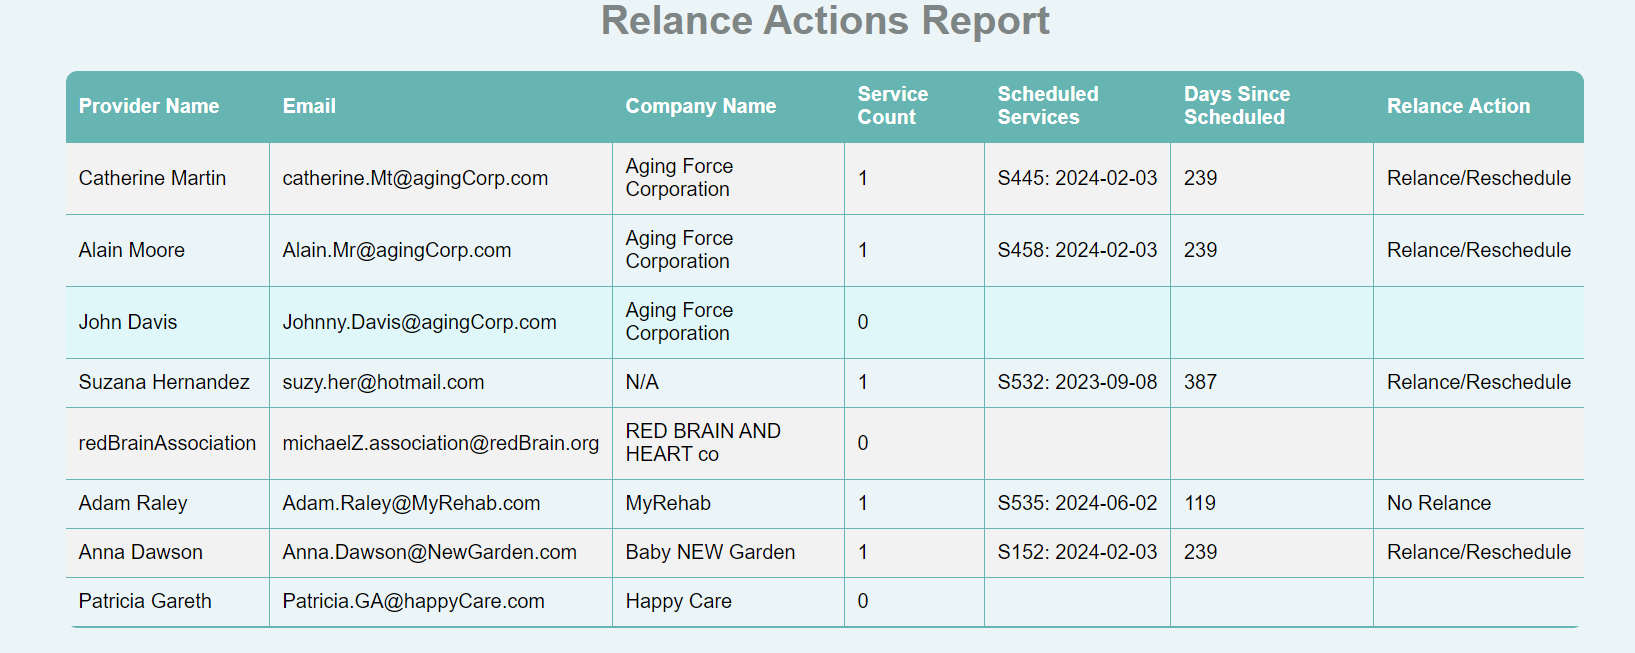 Relance Actions Report
Provider Name Email Company Name Service Count Scheduled Services Days Since Scheduled Relance Action
Catherine Martin catherine.Mt@agingCorp.com Aging Force Corporation 1 S445: 2024-02-03 239 Relance/Reschedule
Alain Moore Alain.Mr@agingCorp.com Aging Force Corporation 1 S458: 2024-02-03 239 Relance/Reschedule
John Davis Johnny.Davis@agingCorp.com Aging Force Corporation 0
Suzana Hernandez suzy.her@hotmail.com N/A 1 S532: 2023-09-08 387 Relance/Reschedule
redBrainAssociation michaelZ.association@redBrain.org RED BRAIN AND HEART co 0
Adam Raley Adam.Raley@MyRehab.com MyRehab 1 S535: 2024-06-02 119 No Relance
Anna Dawson Anna.Dawson@NewGarden.com Baby NEW Garden 1 S152: 2024-02-03 239 Relance/Reschedule
Patricia Gareth Patricia.GA@happyCare.com Happy Care 0